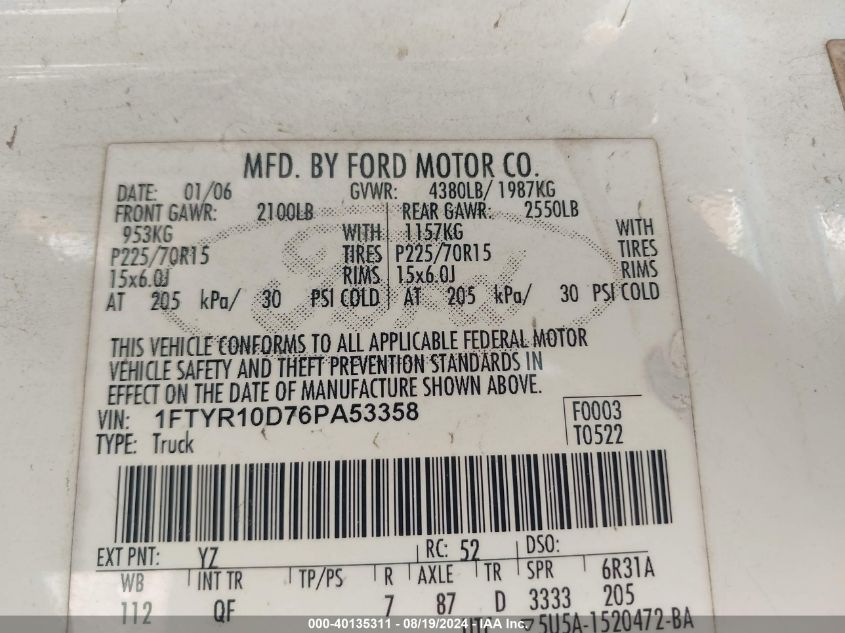 MFD. BY FORD MOTOR CO.
DATE: 01/06 GVWR: 4380LB/ 1987KG
FRONT GAWR: 2100LB REAR GAWR: 2550LB
953KG WITH 1157KG WITH
P225/70R15 TIRES P225/70R15 TIRES
15x6.0J RIMS 15x6.0J RIMS
AT 205 kPa/ 30 PSI COLD AT 205 kPa/ 30 PSI COLD
THIS VEHICLE CONFORMS TO ALL APPLICABLE FEDERAL MOTOR
VEHICLE SAFETY AND THEFT PREVENTION STANDARDS IN
EFFECT ON THE DATE OF MANUFACTURE SHOWN ABOVE.
VIN: 1FTYR10D76PA53358 F0003
TYPE: Truck T0522
EXT PNT: YZ RC: 52 DSO:
WB INT TR TP/PS R AXLE TR SPR 6R31A
112 QF 7 87 D 3333 205
5U5A-1520472-BA
000-40135311 - 08/19/2024 - IAA Inc.